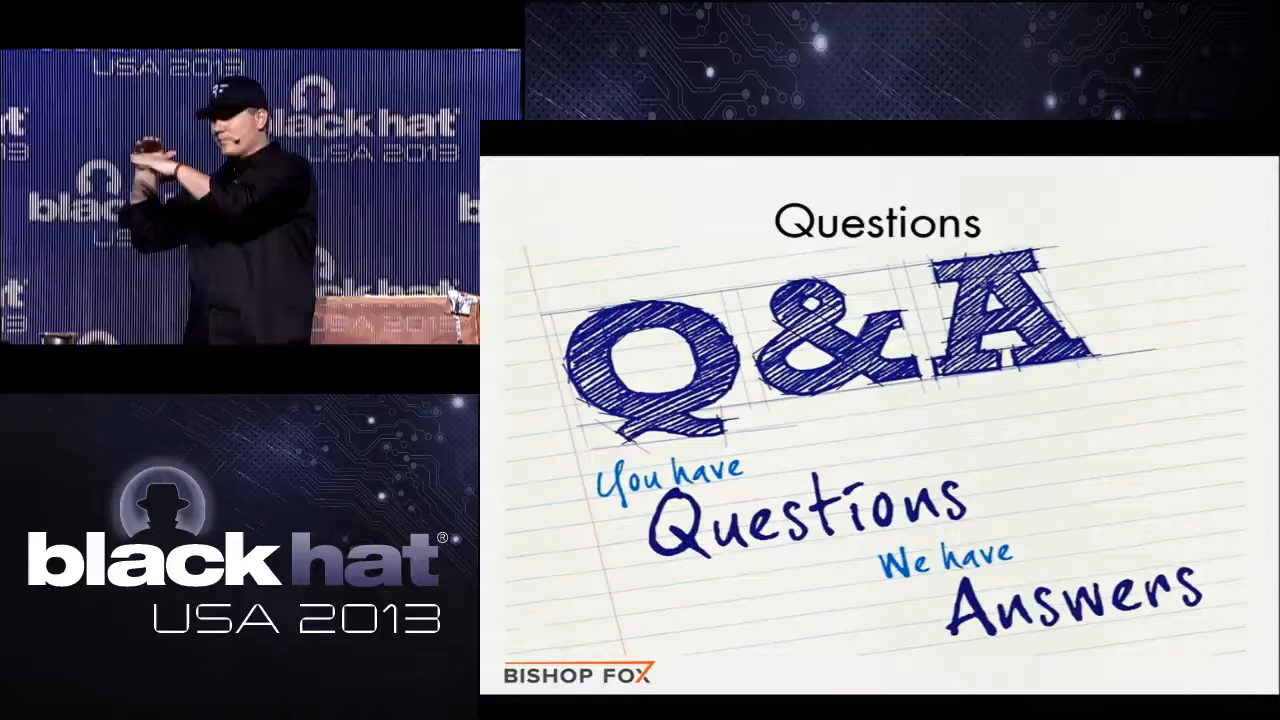 USA 2013
black hat
USA 2013
black
black hat
USA 2013
black hat®
USA 2013
Questions
Q&A
You have
Questions
We have
Answers
BISHOP FOX